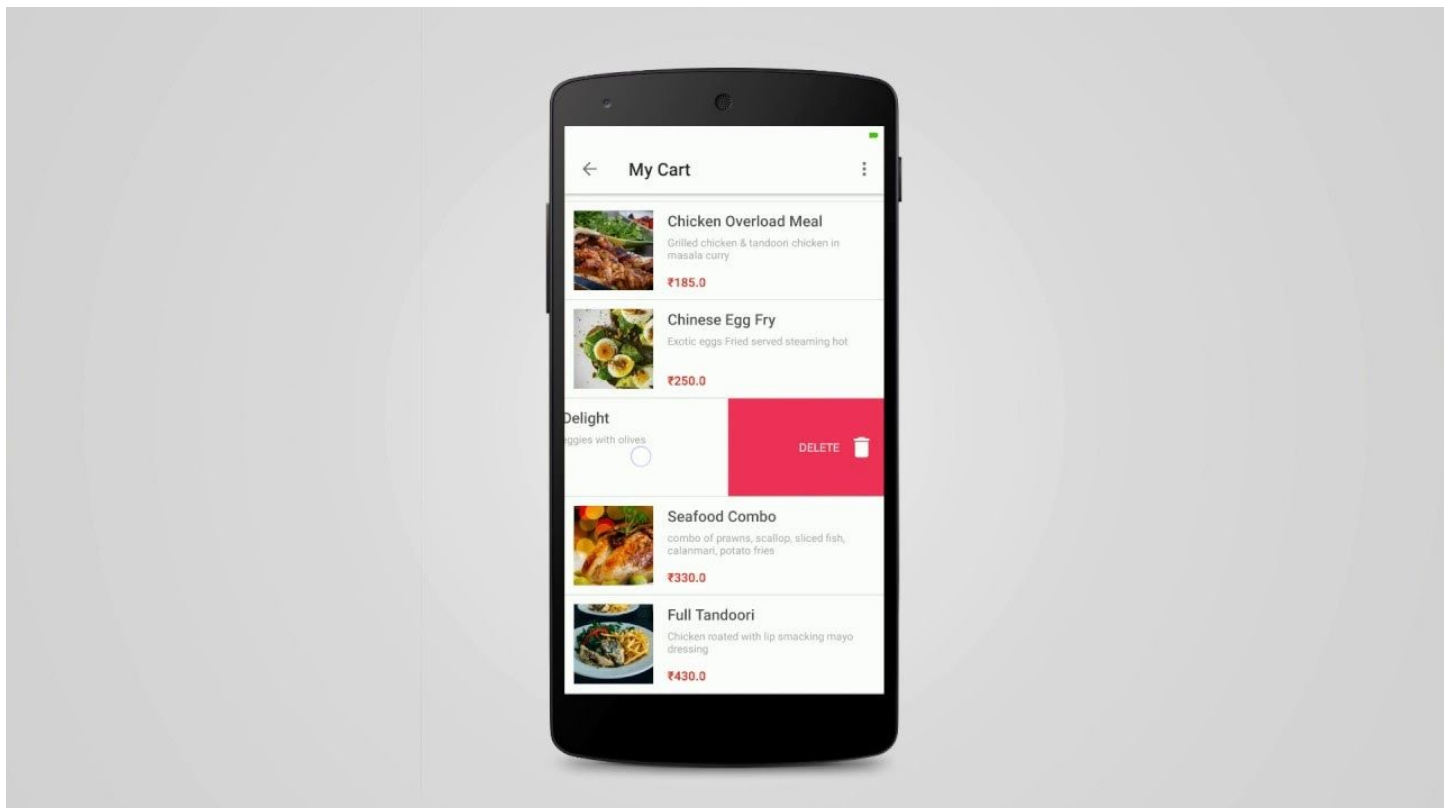 My Cart
Chicken Overload Meal
Grilled chicken & tandoori chicken in
masala curry
₹185.0
Chinese Egg Fry
Exotic eggs Fried served steaming hot
₹250.0
Delight
eggies with olives
DELETE
Seafood Combo
combo of prawns, scallop, sliced fish,
calanmari, potato fries
₹330.0
Full Tandoori
Chicken roated with lip smacking mayo
dressing
₹430.0